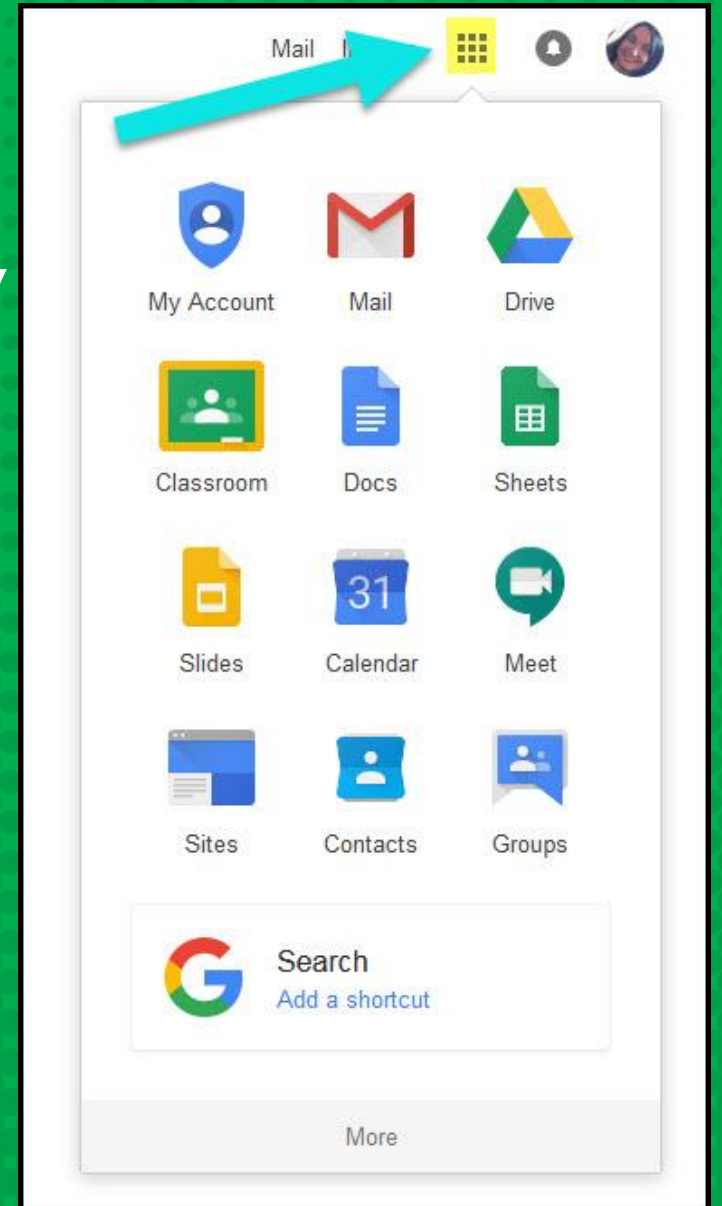 Mail
My Account Mail Drive
Classroom Docs Sheets
31
Slides Calendar Meet
Sites Contacts Groups
Search
Add a shortcut
More